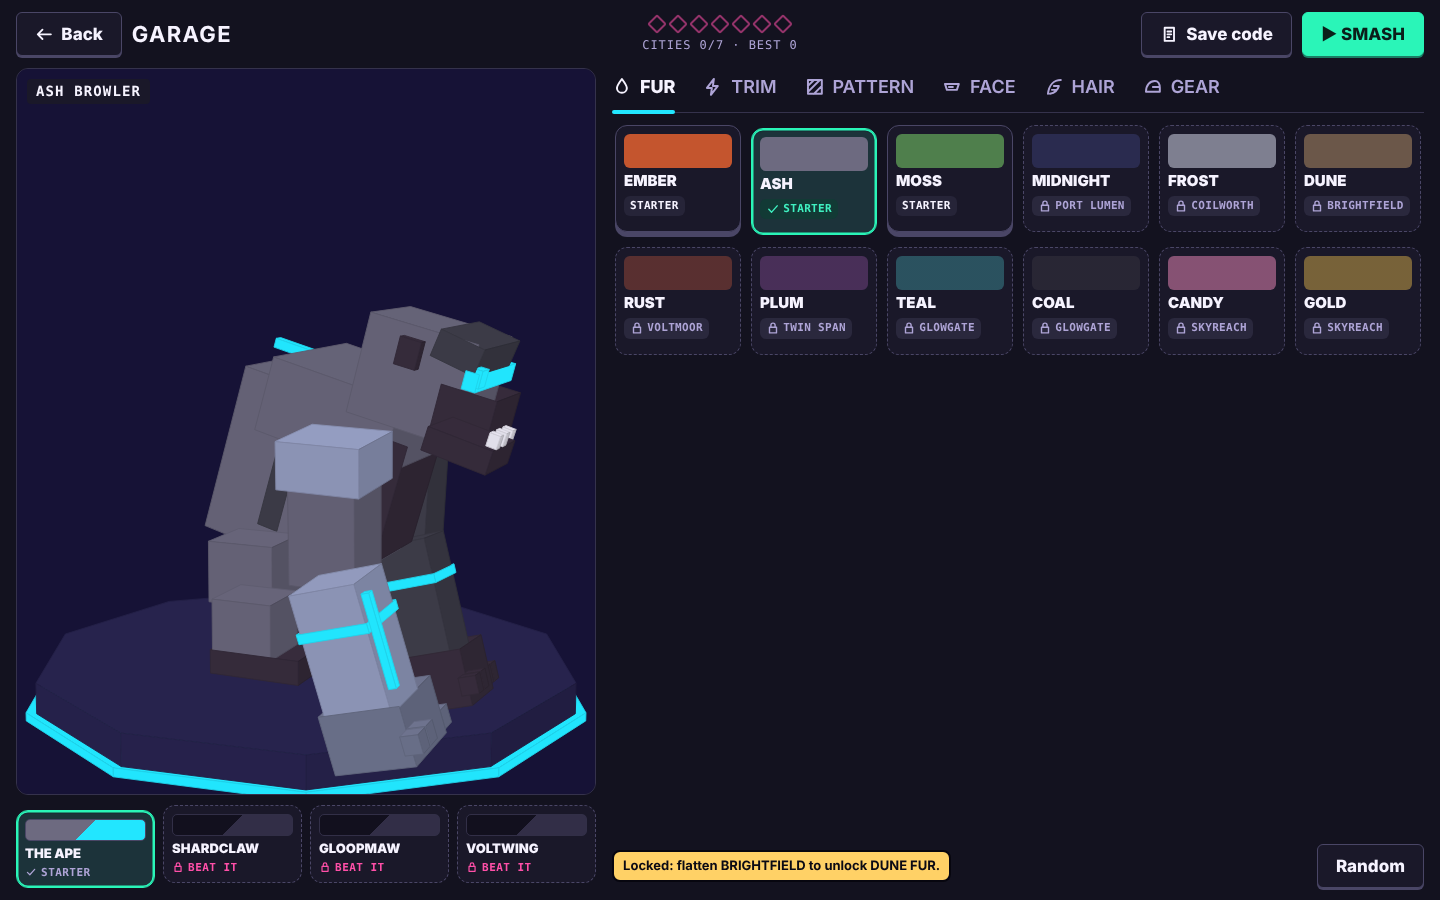 Back
GARAGE
CITIES 0/7 · BEST 0
Save code
SMASH
ASH BROWLER
FUR
TRIM
PATTERN
FACE
HAIR
GEAR
EMBER
STARTER
ASH
STARTER
MOSS
STARTER
MIDNIGHT
PORT LUMEN
FROST
COILWORTH
DUNE
BRIGHTFIELD
RUST
VOLTMOOR
PLUM
TWIN SPAN
TEAL
GLOWGATE
COAL
GLOWGATE
CANDY
SKYREACH
GOLD
SKYREACH
THE APE
STARTER
SHARDCLAW
BEAT IT
GLOOPMAW
BEAT IT
VOLTWING
BEAT IT
Locked: flatten BRIGHTFIELD to unlock DUNE FUR.
Random